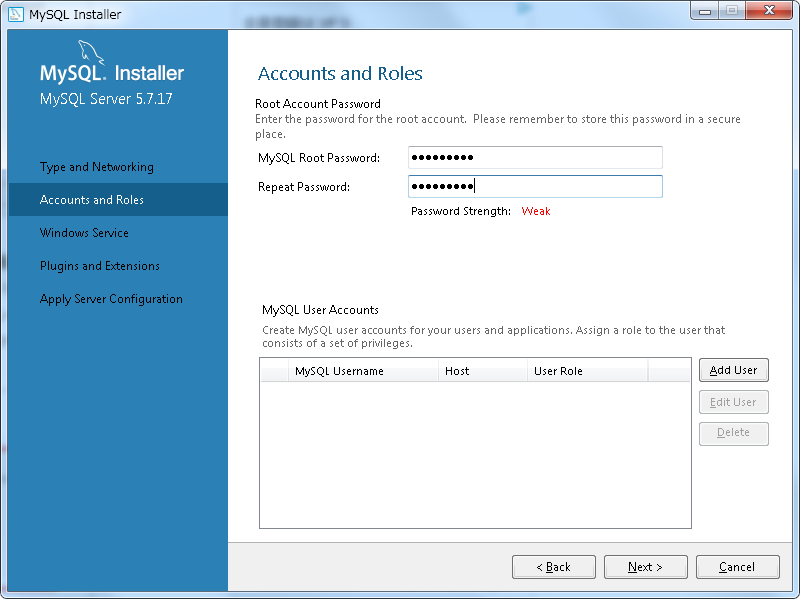 MySQL Installer
MySQL. Installer
MySQL Server 5.7.17
Type and Networking
Accounts and Roles
Windows Service
Plugins and Extensions
Apply Server Configuration
Accounts and Roles
Root Account Password
Enter the password for the root account. Please remember to store this password in a secure
place.
MySQL Root Password: ●●●●●●●●●
Repeat Password: ●●●●●●●●●
Password Strength: Weak
MySQL User Accounts
Create MySQL user accounts for your users and applications. Assign a role to the user that
consists of a set of privileges.
MySQL Username Host User Role
Add User
Edit User
Delete
< Back Next > Cancel